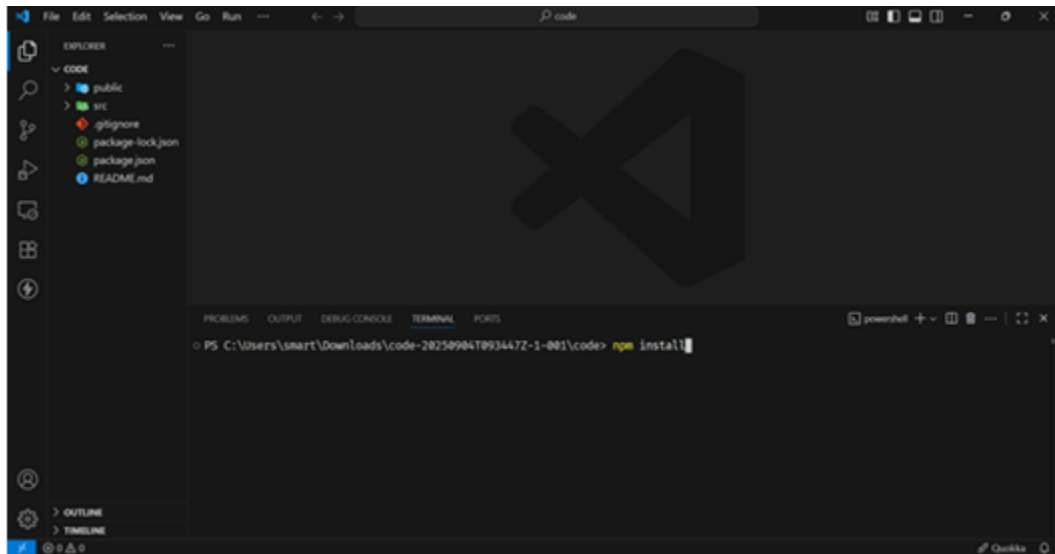 File Edit Selection View Go Run ··· ← → code
EXPLORER ···
CODE
public
src
.gitignore
package-lock.json
package.json
README.md
PROBLEMS OUTPUT DEBUG CONSOLE TERMINAL PORTS powershell
PS C:\Users\smart\Downloads\code-20250904T093447Z-1-001\code> npm install
OUTLINE
TIMELINE
0 0 Quokka